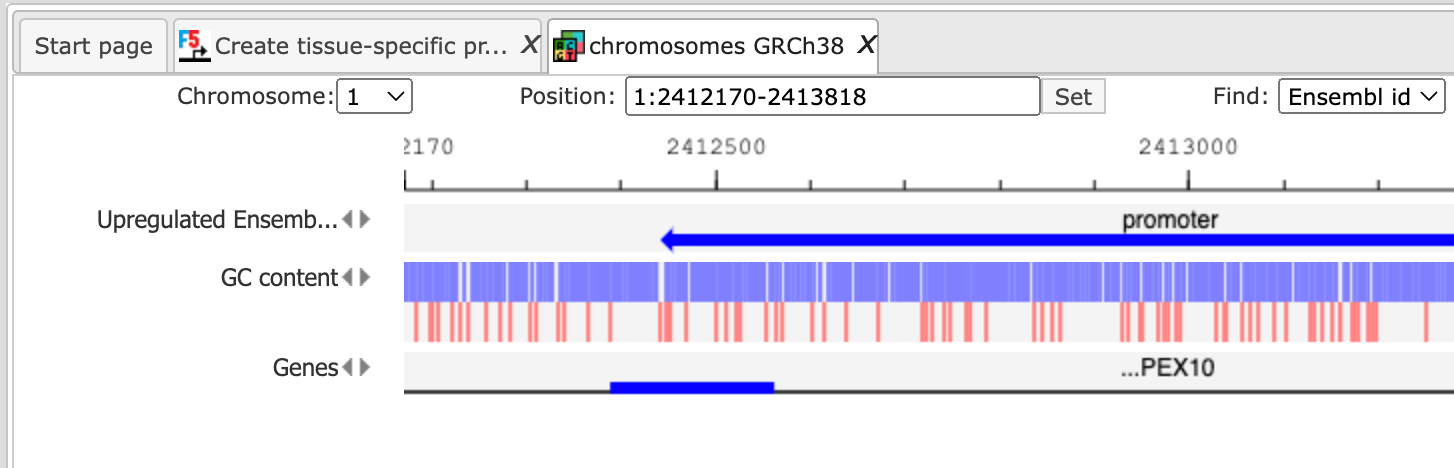 Start page F5 Create tissue-specific pr... X chromosomes GRCh38 X
Chromosome: 1 Position: 1:2412170-2413818 Set Find: Ensembl id
2170 2412500 2413000
Upregulated Ensemb... promoter
GC content
Genes ...PEX10